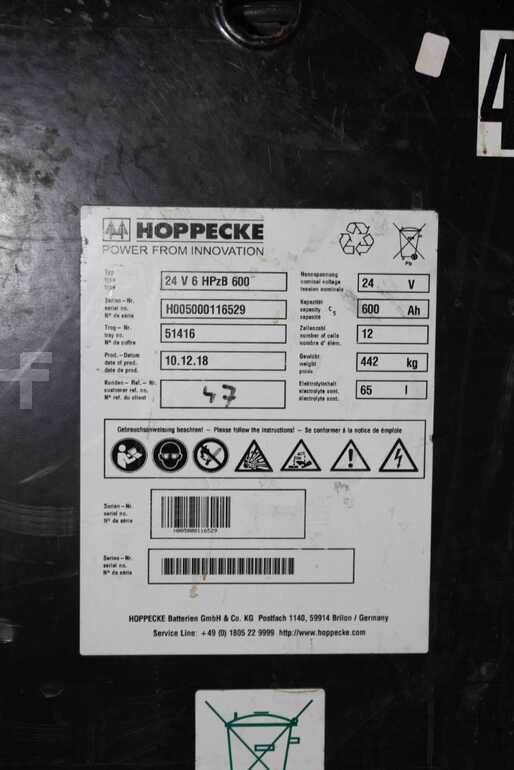 4
HOPPECKE
POWER FROM INNOVATION
Pb
Typ
type
type
24 V 6 HPzB 600
Nennspannung
nominal voltage
tension nominale
24 V
Serien-Nr.
serial no.
N° de série
H005000116529
Kapazität
capacity C5
capacité
600 Ah
Trog-Nr.
tray no.
N° de coffre
51416
Zellenzahl
number of cells
nombre d'élem.
12
Prod.-Datum
date of prod.
date de prod.
10.12.18
Gewicht
weight
poids
442 kg
Kunden-Ref.-Nr.
customer ref. no.
N° ref. du client
47
Elektrolytinhalt
electrolyte cont.
électrolyte cont.
65 l
Gebrauchsanweisung beachten! – Please follow the instructions! – Se conformer à la notice de émploie
Serien-Nr.
serial no.
N° de série
H005000116529
Serien-Nr.
serial no.
N° de série
HOPPECKE Batterien GmbH & Co. KG Postfach 1140, 59914 Brilon / Germany
Service Line: +49 (0) 1805 22 9999 http://www.hoppecke.com